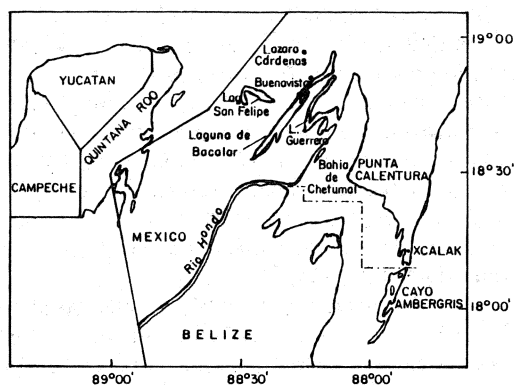 19°00'
Lazaro
Cárdenas
YUCATAN
Buenavista
Lag.
San Felipe
QUINTANA ROO
Laguna de
Bacalar
L.
Guerrero
Bahia
de
Chetumal
PUNTA
CALENTURA
18°30'
CAMPECHE
MEXICO
Rio Hondo
XCALAK
CAYO
AMBERGRIS
18°00'
BELIZE
89°00'
88°30'
88°00'